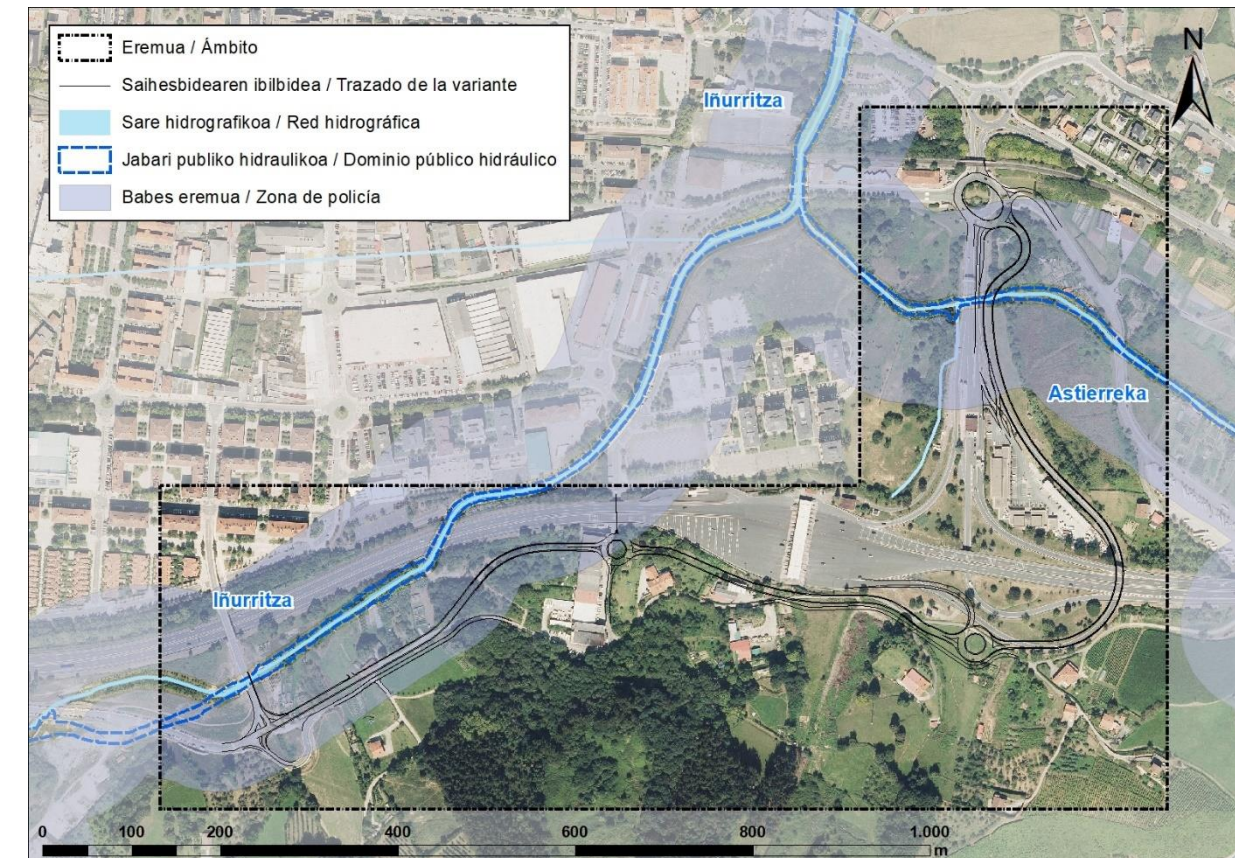 Eremua / Ámbito
Saihesbidearen ibilbidea / Trazado de la variante
Sare hidrografikoa / Red hidrográfica
Jabari publiko hidraulikoa / Dominio público hidráulico
Babes eremua / Zona de policía
N
Iñurritza
Astierreka
Iñurritza
0 100 200 400 600 800 1.000
m